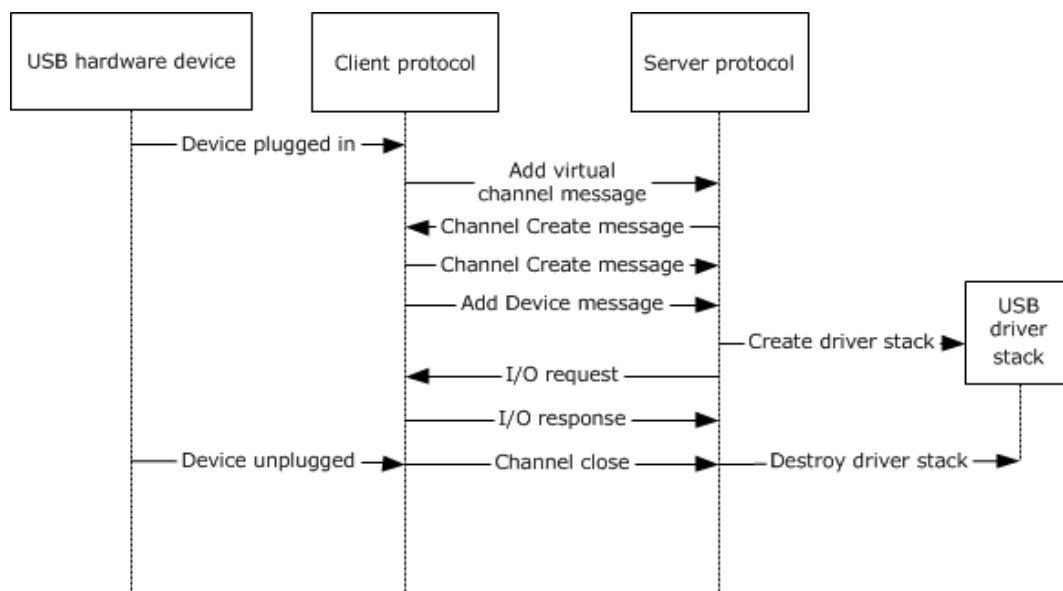 USB hardware device
Client protocol
Server protocol
Device plugged in
Add virtual
channel message
Channel Create message
Channel Create message
Add Device message
USB
driver
stack
Create driver stack
I/O request
I/O response
Device unplugged
Channel close
Destroy driver stack